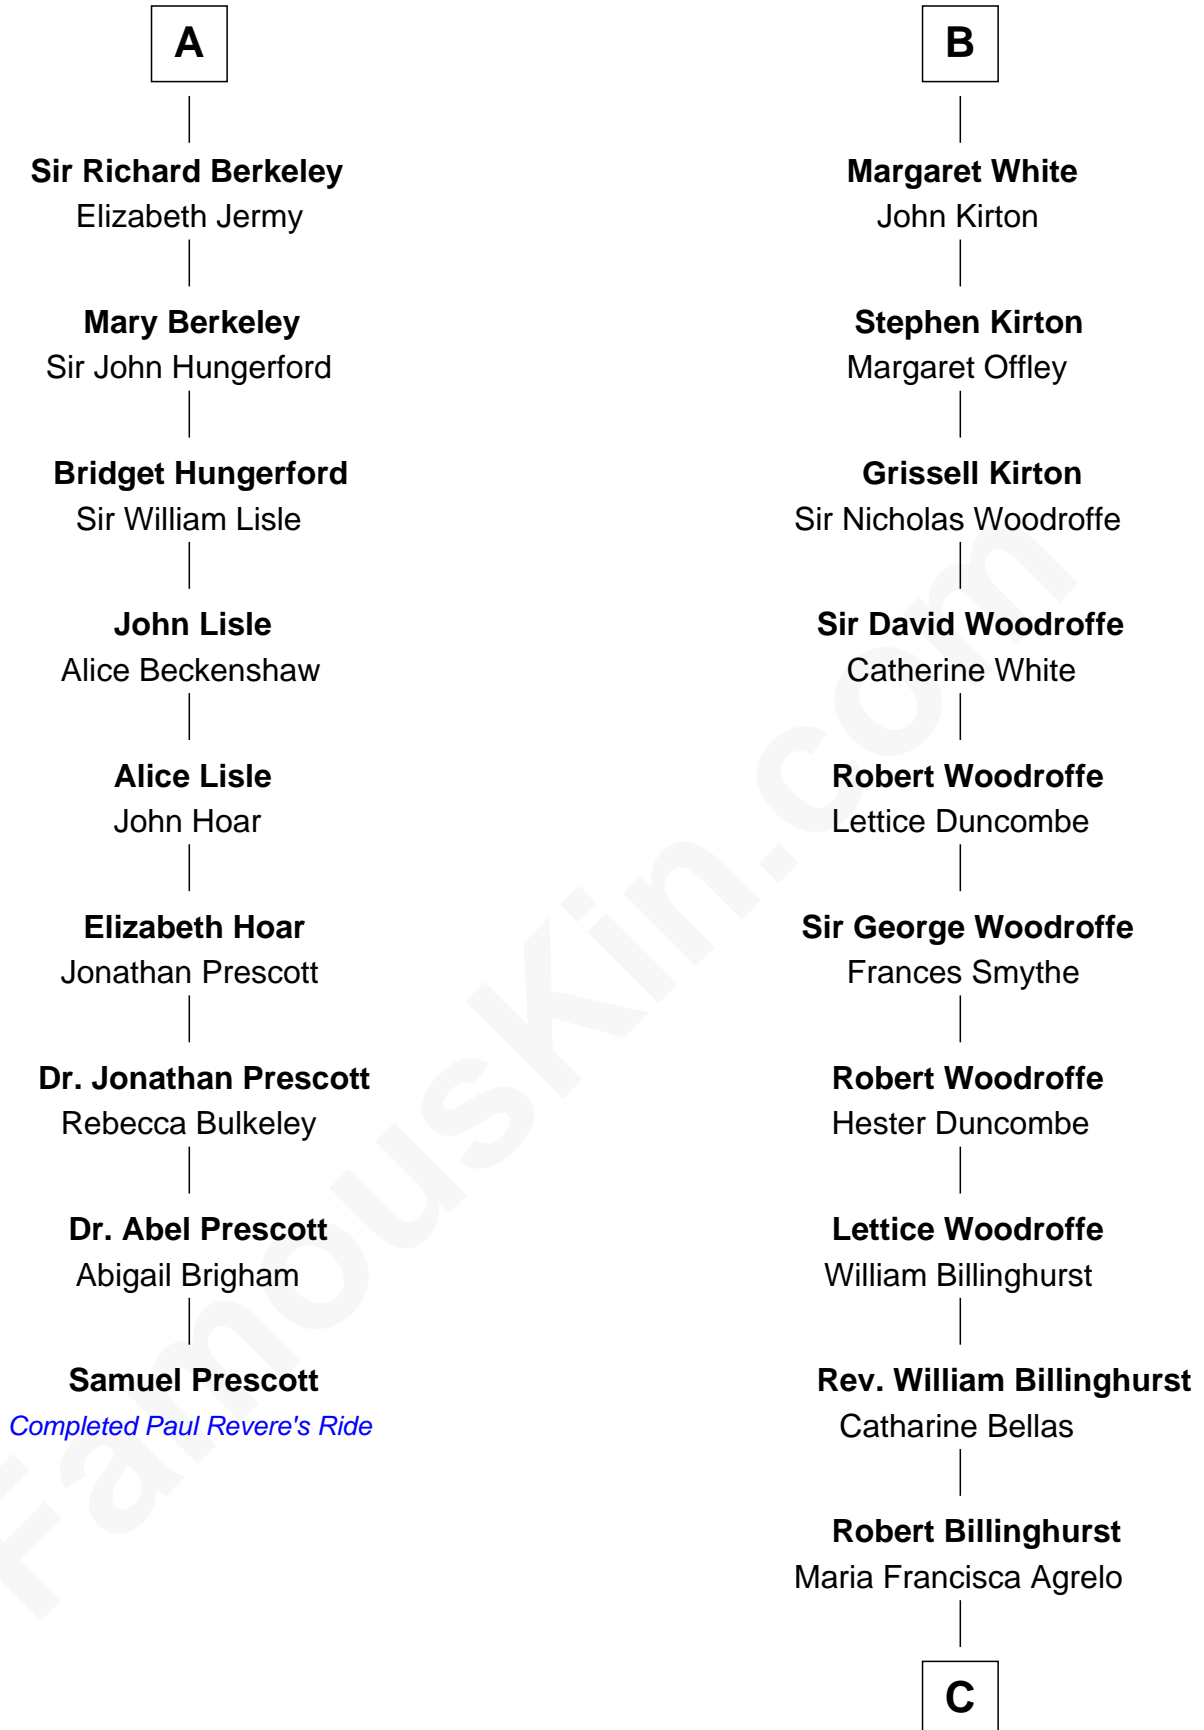 A
Sir Richard Berkeley
Elizabeth Jermy
Mary Berkeley
Sir John Hungerford
Bridget Hungerford
Sir William Lisle
John Lisle
Alice Beckenshaw
Alice Lisle
John Hoar
Elizabeth Hoar
Jonathan Prescott
Dr. Jonathan Prescott
Rebecca Bulkeley
Dr. Abel Prescott
Abigail Brigham
Samuel Prescott
Completed Paul Revere's Ride
B
Margaret White
John Kirton
Stephen Kirton
Margaret Offley
Grissell Kirton
Sir Nicholas Woodroffe
Sir David Woodroffe
Catherine White
Robert Woodroffe
Lettice Duncombe
Sir George Woodroffe
Frances Smythe
Robert Woodroffe
Hester Duncombe
Lettice Woodroffe
William Billinghurst
Rev. William Billinghurst
Catharine Bellas
Robert Billinghurst
Maria Francisca Agrelo
C
FamousKin.com